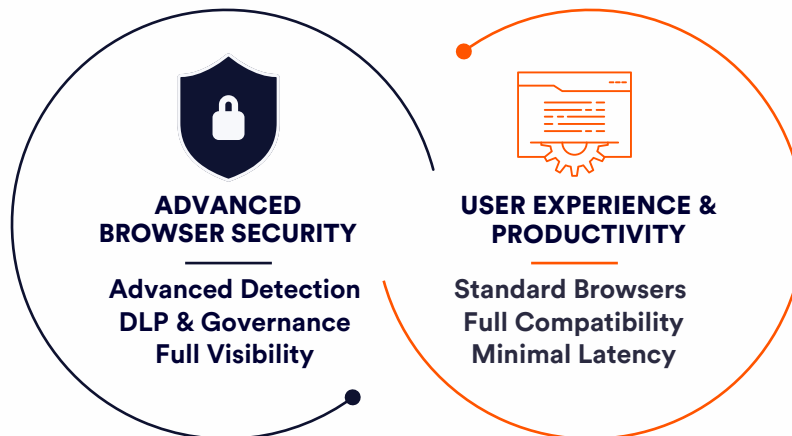 ADVANCED
BROWSER SECURITY
Advanced Detection
DLP & Governance
Full Visibility
USER EXPERIENCE &
PRODUCTIVITY
Standard Browsers
Full Compatibility
Minimal Latency